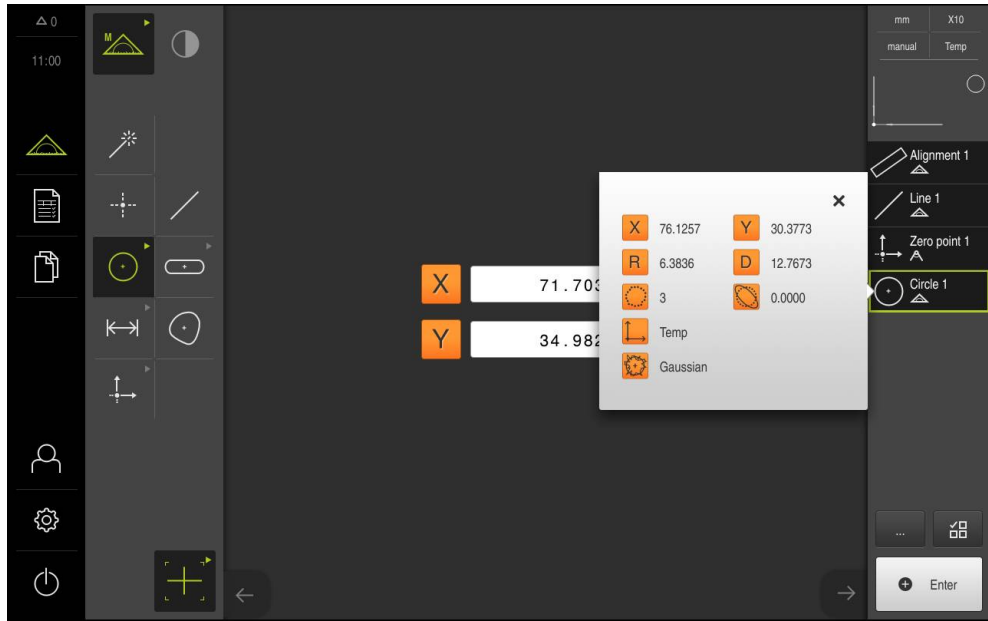 0
11:00
M
mm X10
manual Temp
Alignment 1
Line 1
Zero point 1
Circle 1
X 71.703
Y 34.982
X 76.1257 Y 30.3773
R 6.3836 D 12.7673
3 0.0000
Temp
Gaussian
...
Enter